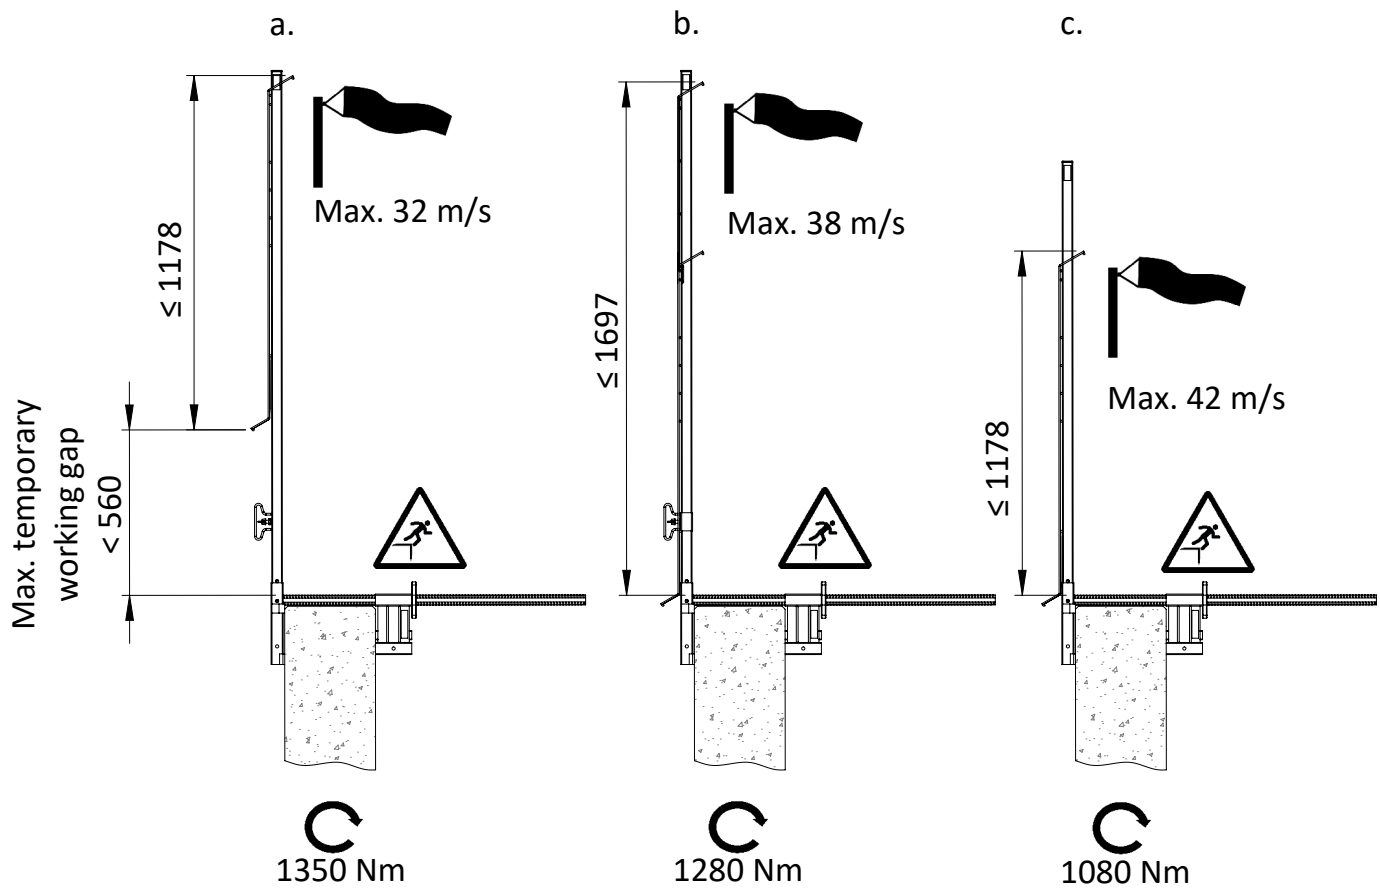 a.
b.
c.
Max. 32 m/s
Max. 38 m/s
Max. 42 m/s
≤ 1178
≤ 1697
≤ 1178
Max. temporary
working gap
< 560
1350 Nm
1280 Nm
1080 Nm